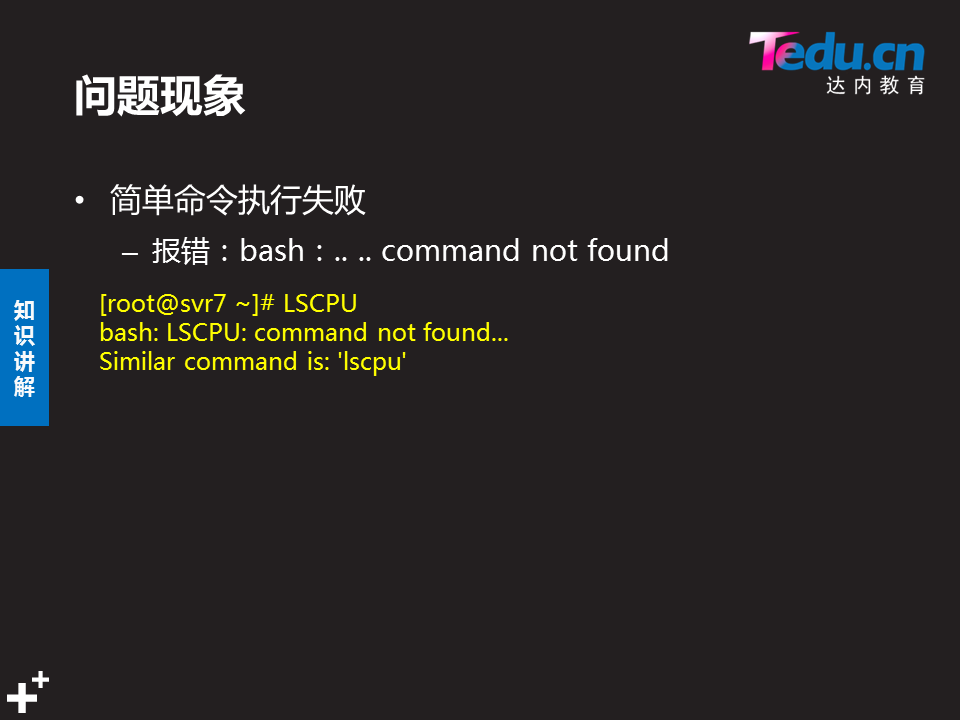 Tedu.cn
达内教育
问题现象
• 简单命令执行失败
– 报错：bash：.. .. command not found
[root@svr7 ~]# LSCPU
bash: LSCPU: command not found...
Similar command is: 'lscpu'
知
识
讲
解